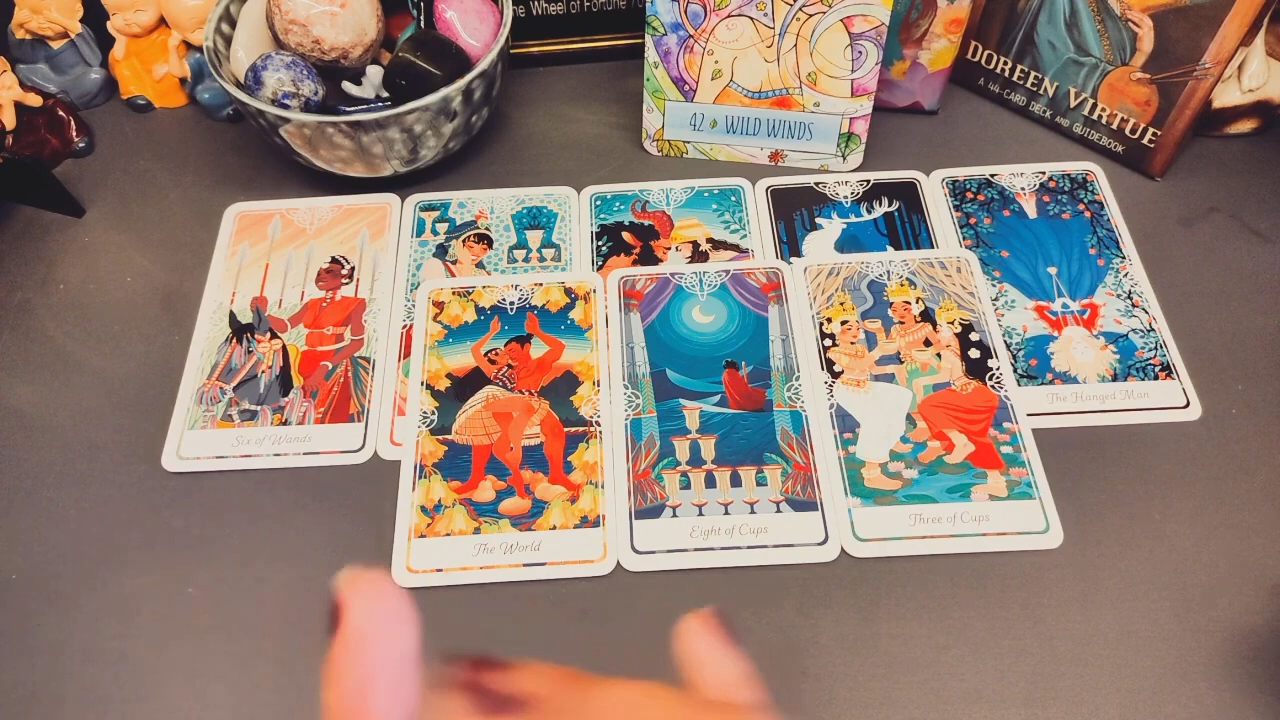 he Wheel of Fortune
42 WILD WINDS
DOREEN VIRTUE
A 44-CARD DECK AND GUIDEBOOK
Six of Wands
The Hanged Man
The World
Eight of Cups
Three of Cups